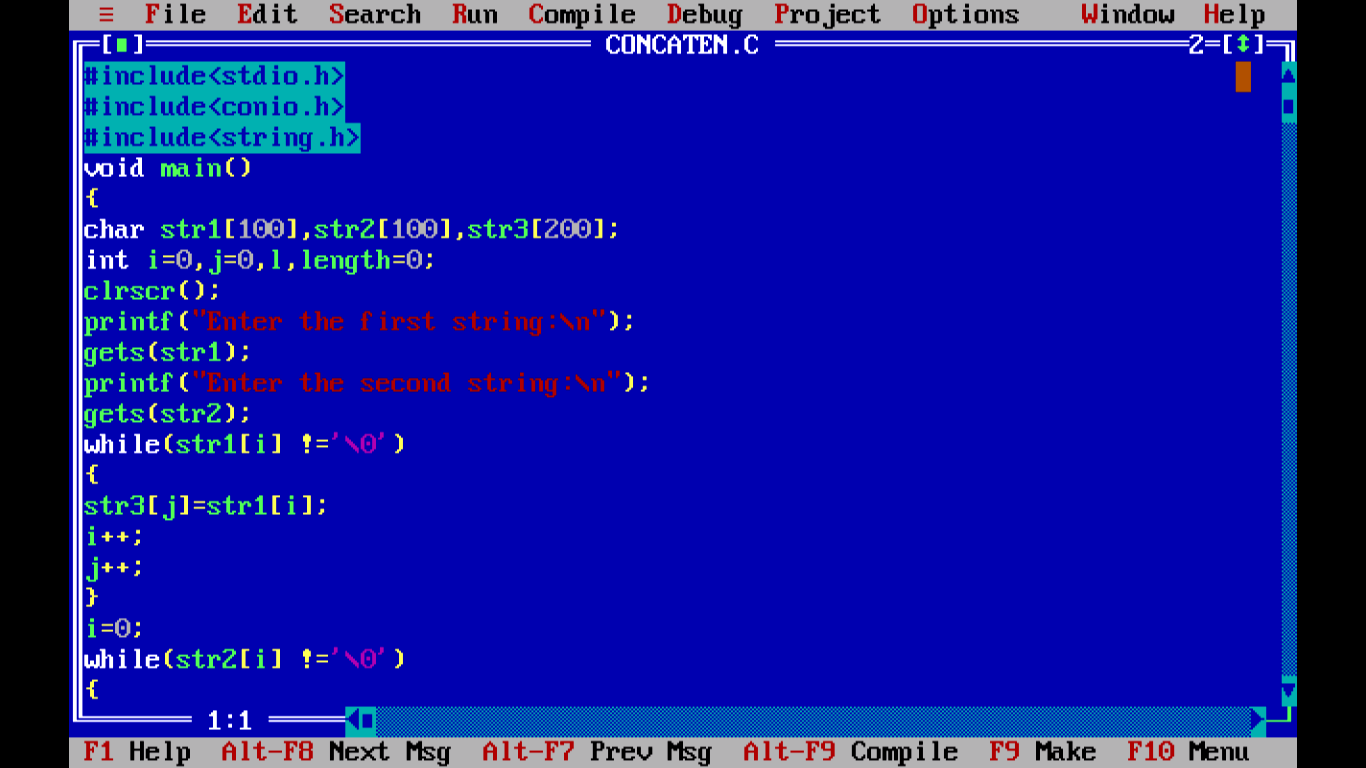 ≡ File Edit Search Run Compile Debug Project Options Window Help
[■] CONCATEN.C 2=[↕]
#include<stdio.h>
#include<conio.h>
#include<string.h>
void main()
{
char str1[100],str2[100],str3[200];
int i=0,j=0,l,length=0;
clrscr();
printf("Enter the first string:\n");
gets(str1);
printf("Enter the second string:\n");
gets(str2);
while(str1[i] !='\0')
{
str3[j]=str1[i];
i++;
j++;
}
i=0;
while(str2[i] !='\0')
{
1:1
F1 Help Alt-F8 Next Msg Alt-F7 Prev Msg Alt-F9 Compile F9 Make F10 Menu